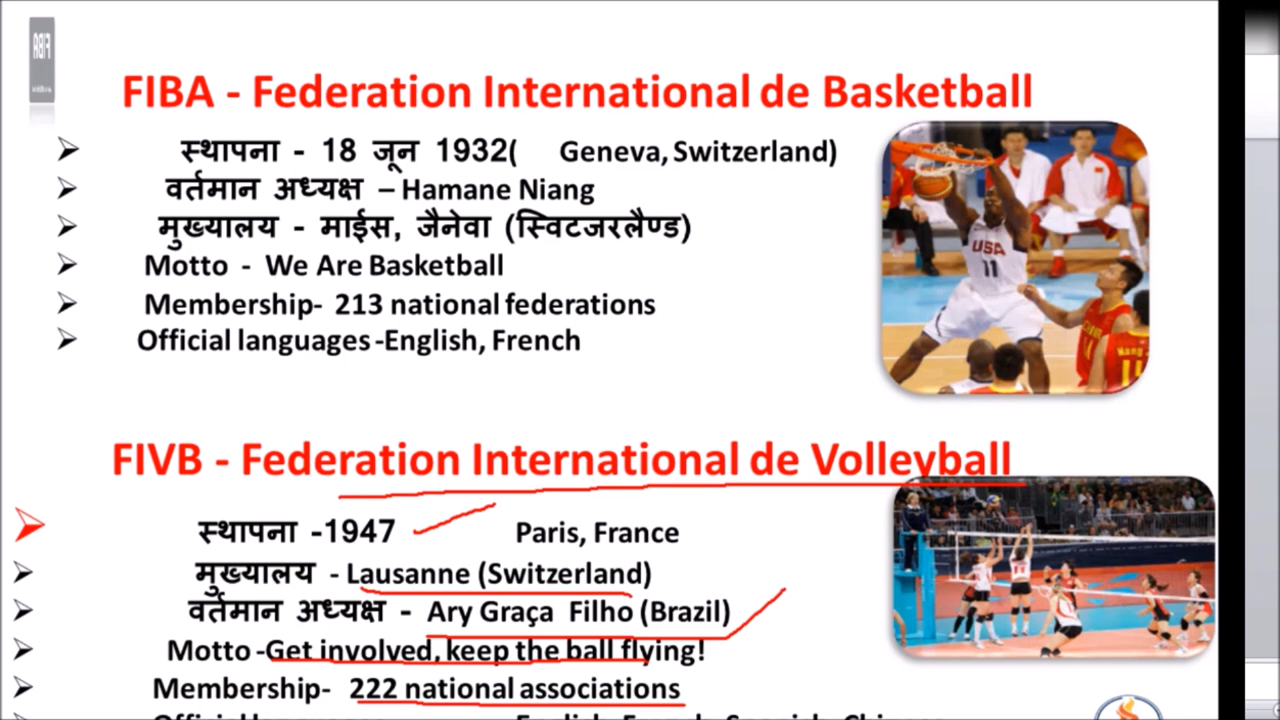 FIBA
FIBA - Federation International de Basketball
स्थापना - 18 जून 1932( Geneva, Switzerland)
वर्तमान अध्यक्ष – Hamane Niang
मुख्यालय - माईस, जैनेवा (स्विटजरलैण्ड)
Motto - We Are Basketball
Membership- 213 national federations
Official languages -English, French
USA
11
FIVB - Federation International de Volleyball
स्थापना -1947 Paris, France
मुख्यालय - Lausanne (Switzerland)
वर्तमान अध्यक्ष - Ary Graça Filho (Brazil)
Motto -Get involved, keep the ball flying!
Membership- 222 national associations